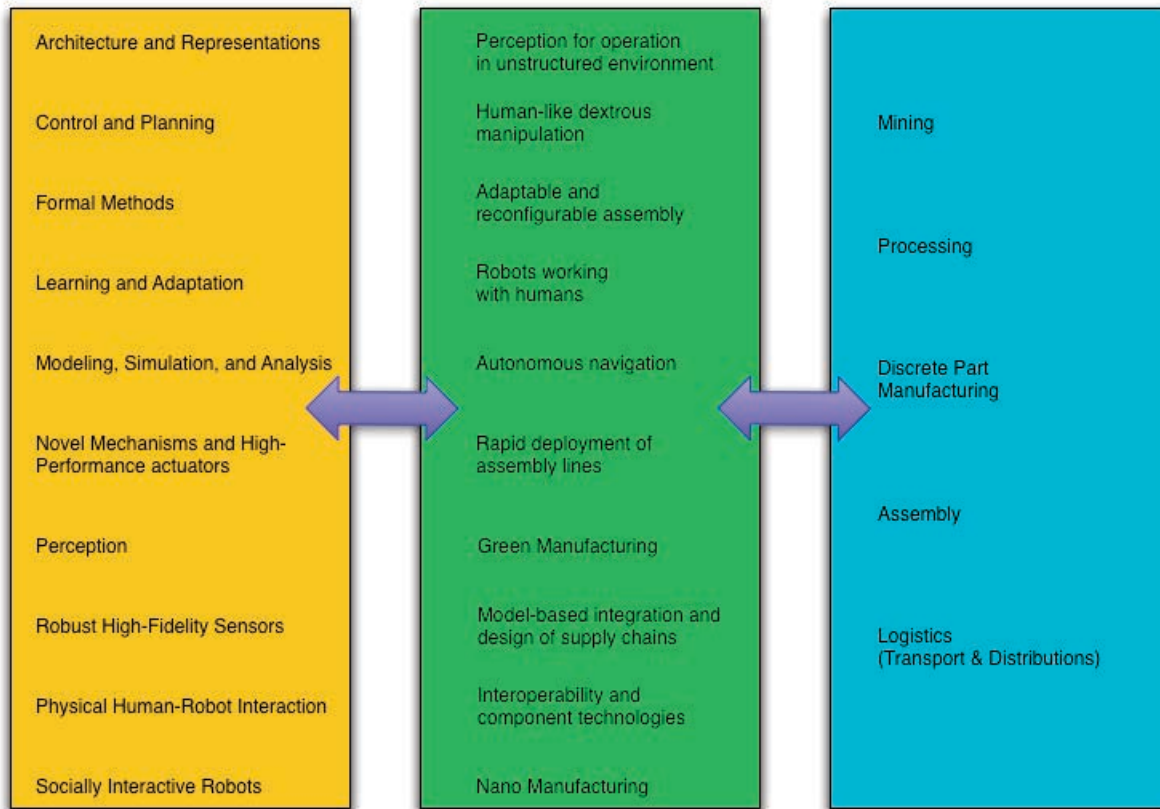 Architecture and Representations
Control and Planning
Formal Methods
Learning and Adaptation
Modeling, Simulation, and Analysis
Novel Mechanisms and High-
Performance actuators
Perception
Robust High-Fidelity Sensors
Physical Human-Robot Interaction
Socially Interactive Robots
Perception for operation
in unstructured environment
Human-like dextrous
manipulation
Adaptable and
reconfigurable assembly
Robots working
with humans
Autonomous navigation
Rapid deployment of
assembly lines
Green Manufacturing
Model-based integration and
design of supply chains
Interoperability and
component technologies
Nano Manufacturing
Mining
Processing
Discrete Part
Manufacturing
Assembly
Logistics
(Transport & Distributions)